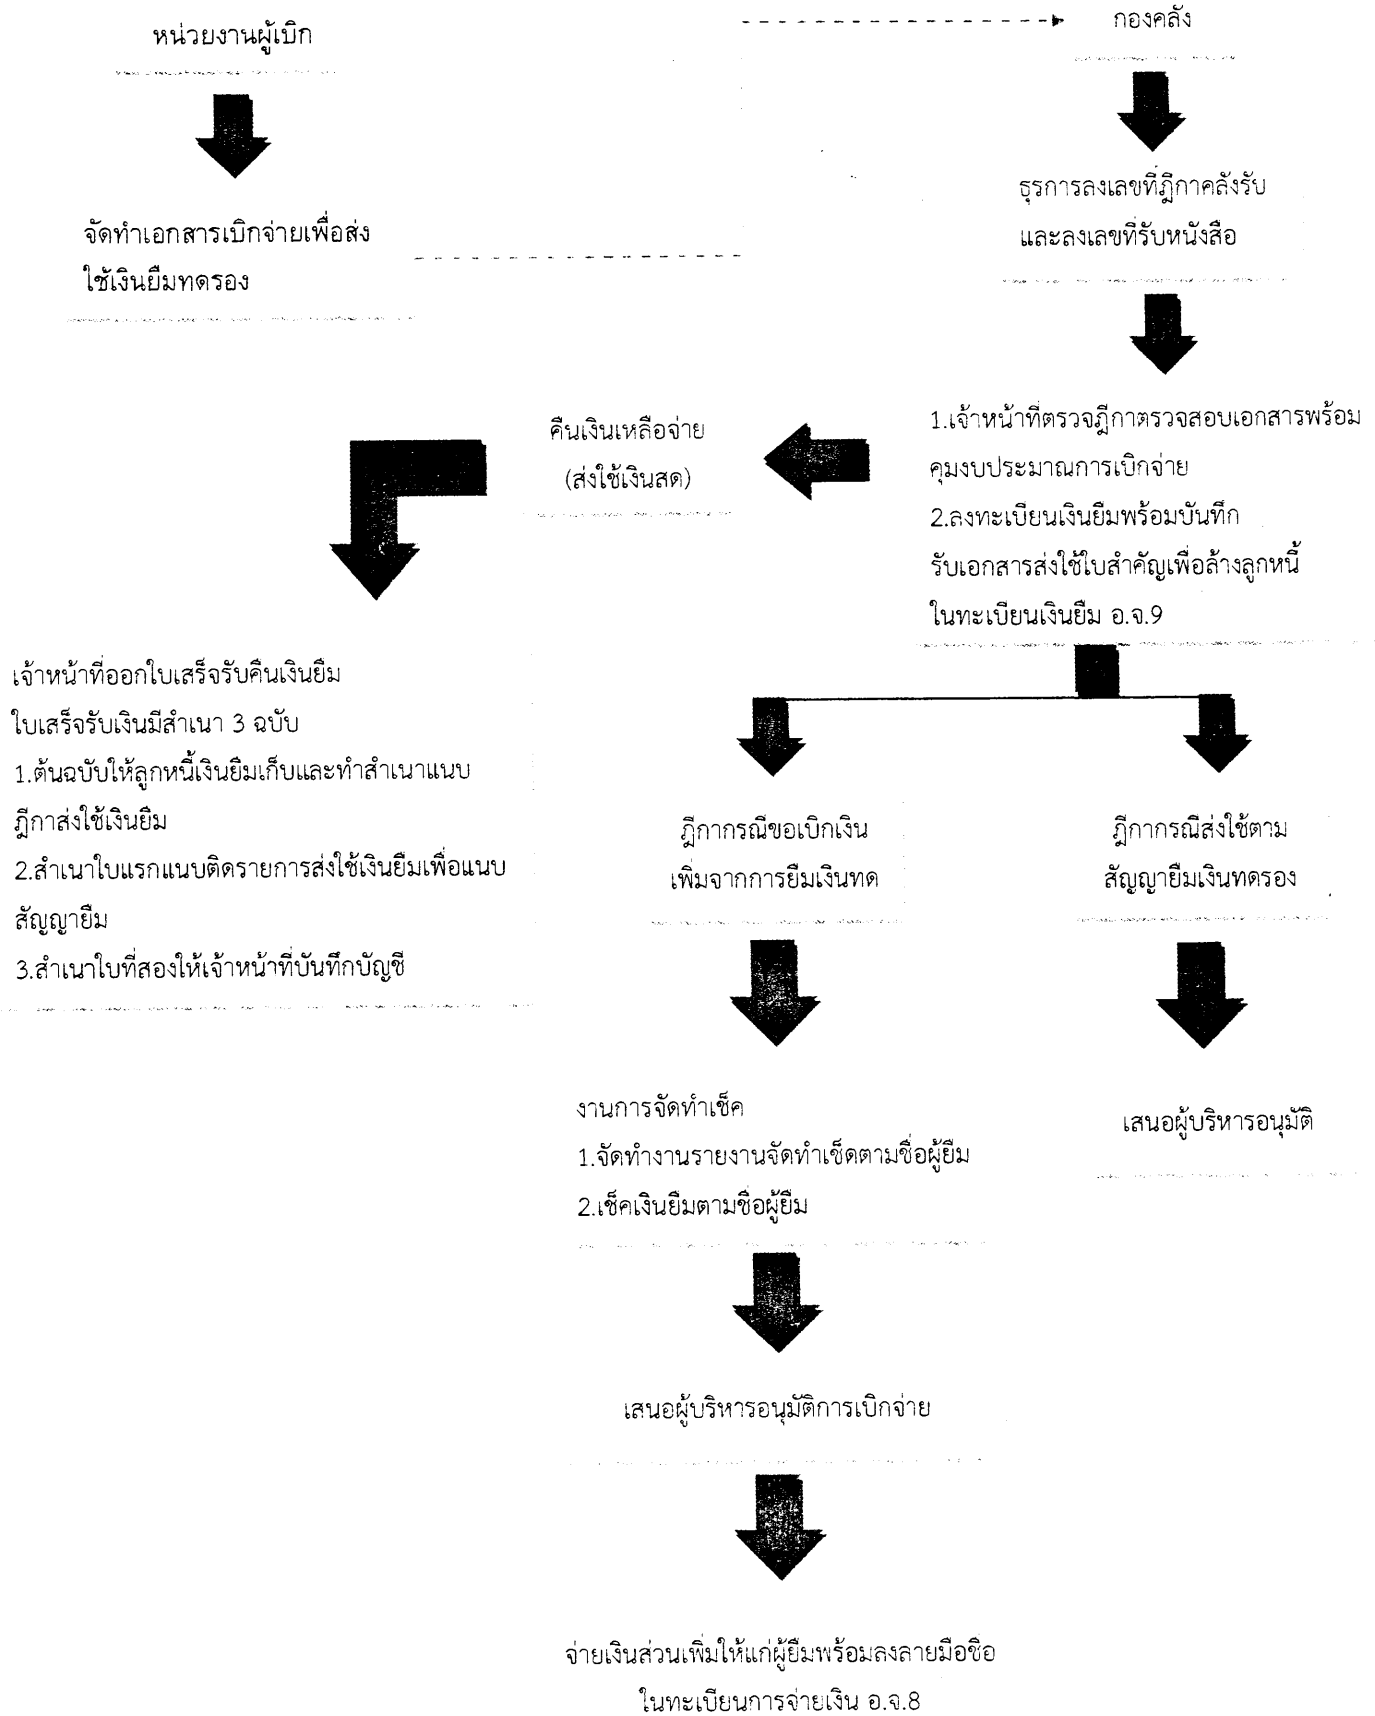 หน่วยงานผู้เบิก
จัดทำเอกสารเบิกจ่ายเพื่อส่ง
ใช้เงินยืมทดรอง
กองคลัง
ธุรการลงเลขที่ฎีกาคลังรับ
และลงเลขที่รับหนังสือ
1.เจ้าหน้าที่ตรวจฎีกาตรวจสอบเอกสารพร้อม
คุมงบประมาณการเบิกจ่าย
2.ลงทะเบียนเงินยืมพร้อมบันทึก
รับเอกสารส่งใช้ใบสำคัญเพื่อล้างลูกหนี้
ในทะเบียนเงินยืม อ.จ.9
คืนเงินเหลือจ่าย
(ส่งใช้เงินสด)
เจ้าหน้าที่ออกใบเสร็จรับคืนเงินยืม
ใบเสร็จรับเงินมีสำเนา 3 ฉบับ
1.ต้นฉบับให้ลูกหนี้เงินยืมเก็บและทำสำเนาแนบ
ฎีกาส่งใช้เงินยืม
2.สำเนาใบแรกแนบติดรายการส่งใช้เงินยืมเพื่อแนบ
สัญญายืม
3.สำเนาใบที่สองให้เจ้าหน้าที่บันทึกบัญชี
ฎีกากรณีขอเบิกเงิน
เพิ่มจากการยืมเงินทด
ฎีกากรณีส่งใช้ตาม
สัญญายืมเงินทดรอง
งานการจัดทำเช็ค
1.จัดทำงานรายงานจัดทำเช็ดตามชื่อผู้ยืม
2.เช็คเงินยืมตามชื่อผู้ยืม
เสนอผู้บริหารอนุมัติ
เสนอผู้บริหารอนุมัติการเบิกจ่าย
จ่ายเงินส่วนเพิ่มให้แก่ผู้ยืมพร้อมลงลายมือชื่อ
ในทะเบียนการจ่ายเงิน อ.จ.8